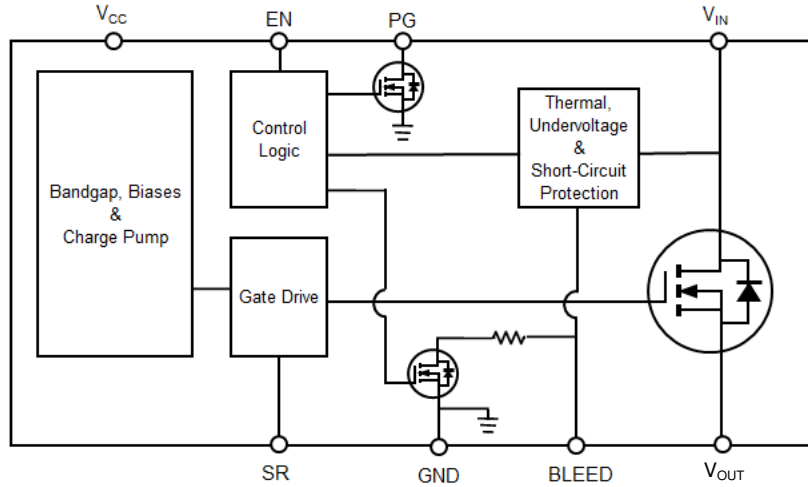 VCC
EN
PG
VIN
Control
Logic
Thermal,
Undervoltage
&
Short-Circuit
Protection
Bandgap, Biases
&
Charge Pump
Gate Drive
SR
GND
BLEED
VOUT